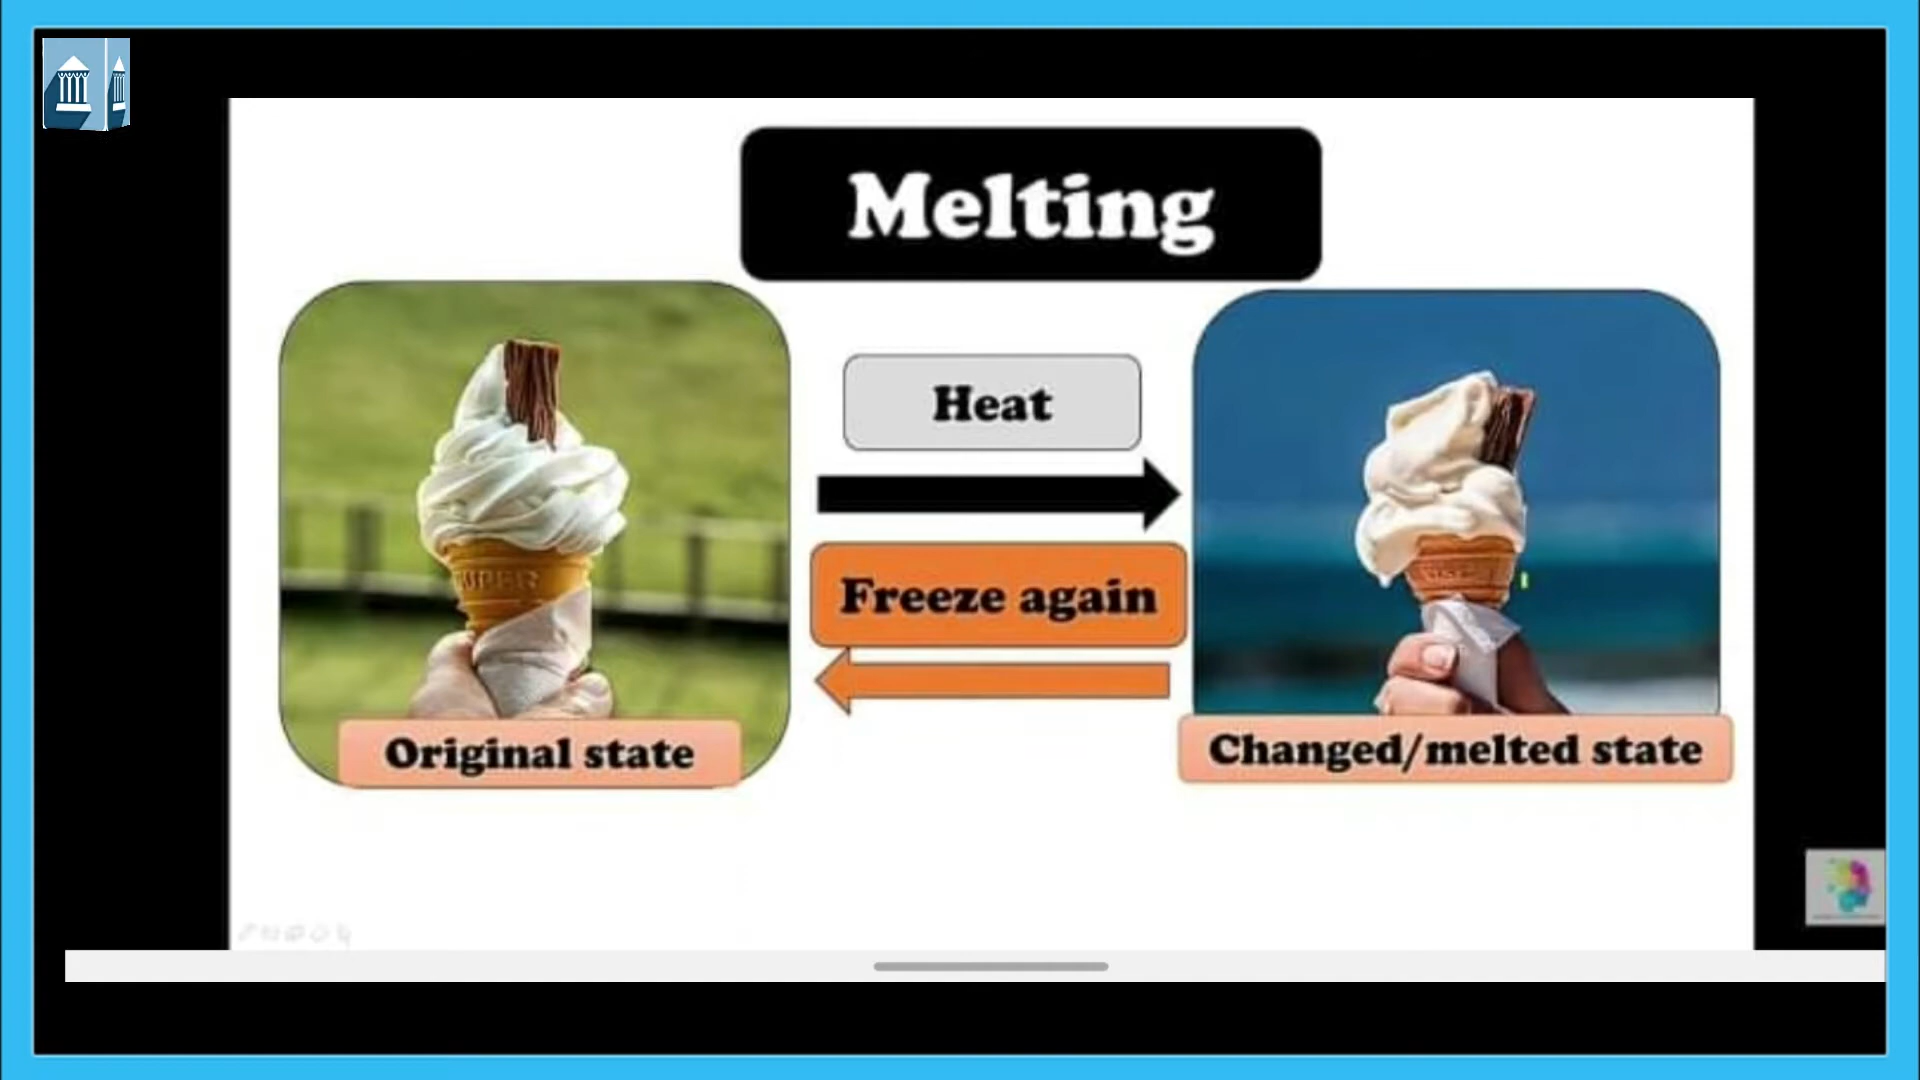 Melting
Heat
Freeze again
Original state
Changed/melted state